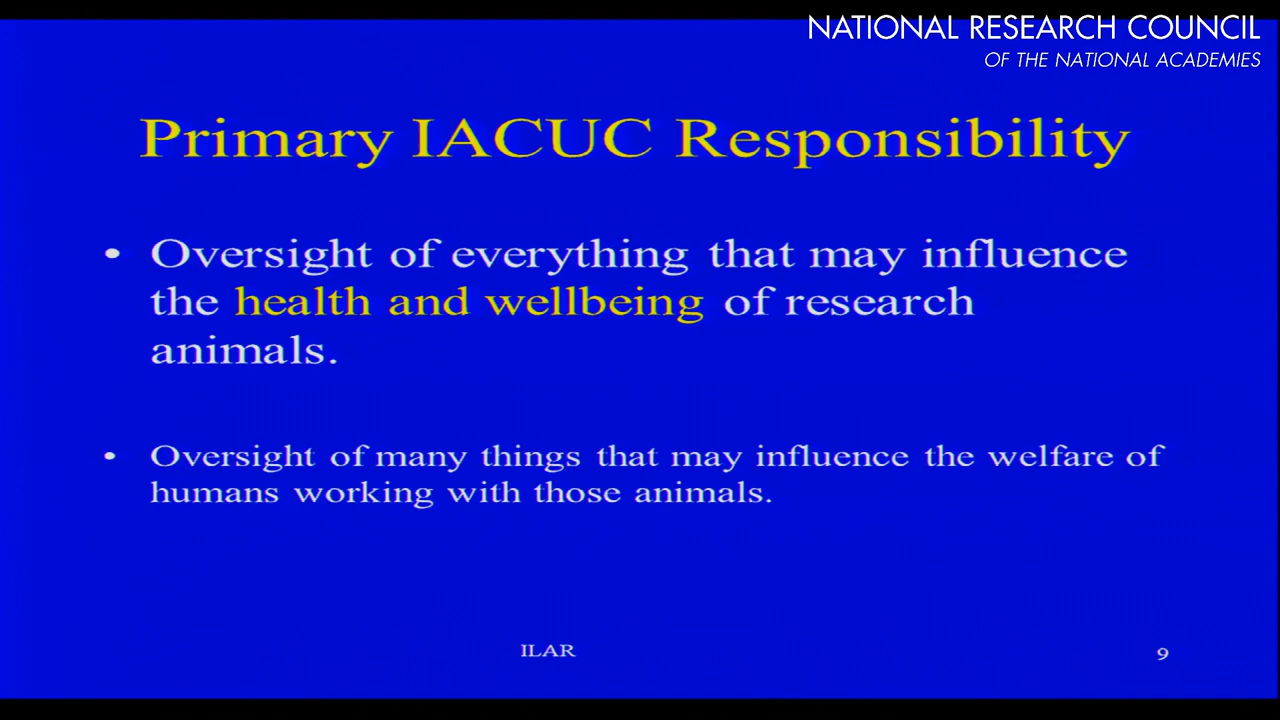 NATIONAL RESEARCH COUNCIL
OF THE NATIONAL ACADEMIES
Primary IACUC Responsibility
• Oversight of everything that may influence
the health and wellbeing of research
animals.
• Oversight of many things that may influence the welfare of
humans working with those animals.
ILAR
9